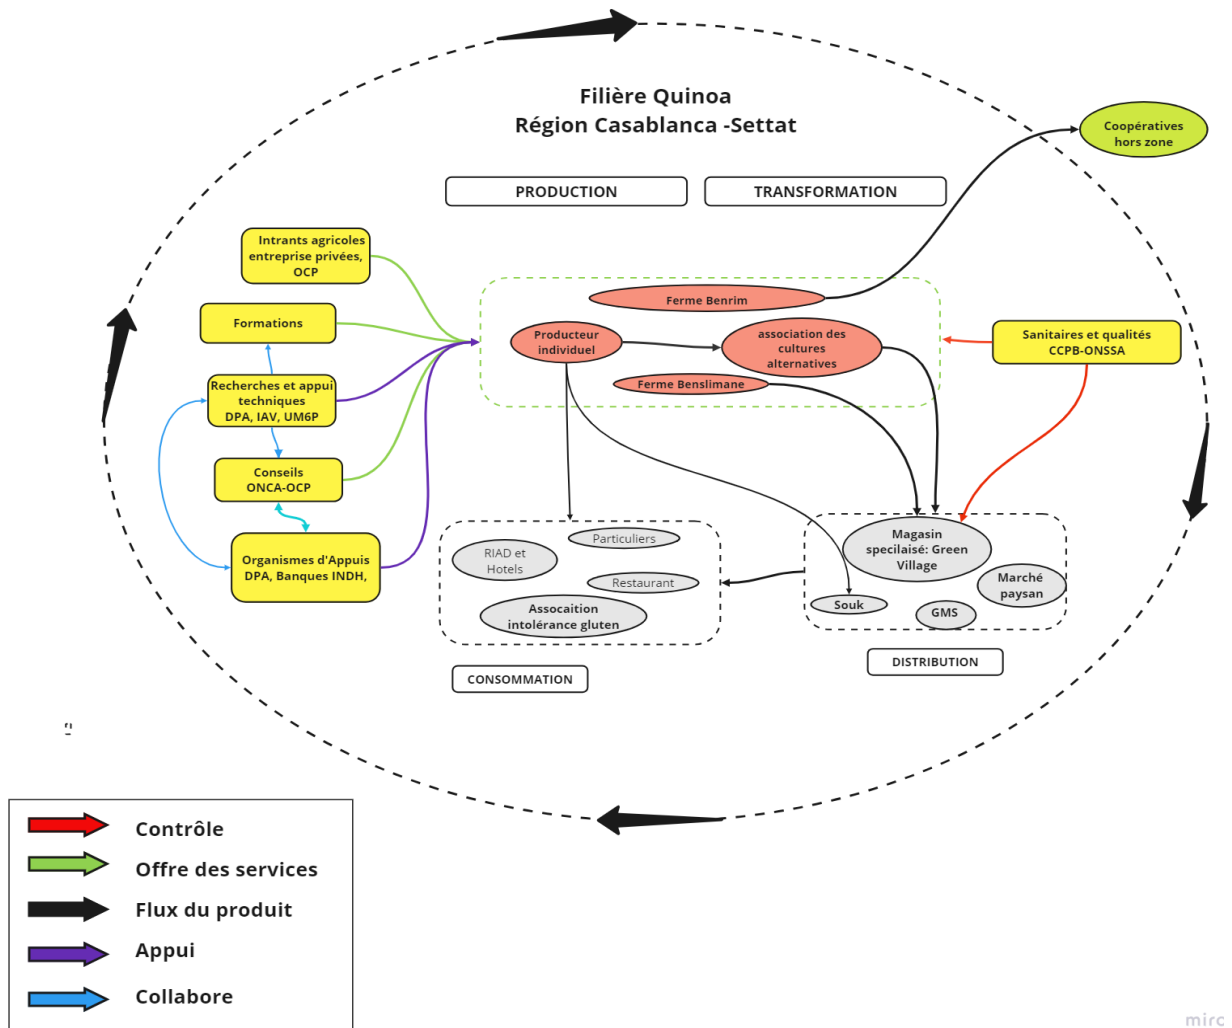 Filière Quinoa
Région Casablanca -Settat
Coopératives
hors zone
PRODUCTION
TRANSFORMATION
Intrants agricoles
entreprise privées,
OCP
Formations
Recherches et appui
techniques
DPA, IAV, UM6P
Conseils
ONCA-OCP
Organismes d'Appuis
DPA, Banques INDH,
Ferme Benrim
Producteur
individuel
association des
cultures
alternatives
Ferme Benslimane
Sanitaires et qualités
CCPB-ONSSA
Particuliers
RIAD et
Hotels
Restaurant
Assocaition
intolérance gluten
CONSOMMATION
Magasin
specilaisé: Green
Village
Marché
paysan
Souk
GMS
DISTRIBUTION
Contrôle
Offre des services
Flux du produit
Appui
Collabore